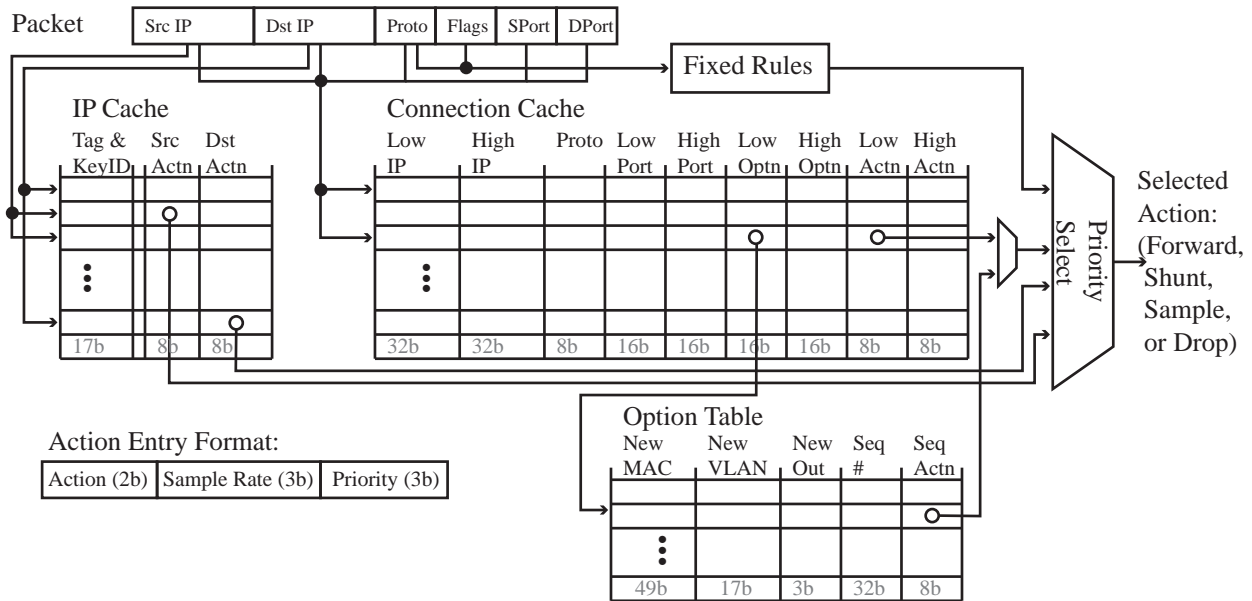 Packet
Src IP Dst IP Proto Flags SPort DPort
Fixed Rules
IP Cache
Tag & Src Dst
KeyID Actn Actn
17b 8b 8b
Connection Cache
Low High Proto Low High Low High Low High
IP IP Port Port Optn Optn Actn Actn
32b 32b 8b 16b 16b 16b 16b 8b 8b
Priority
Select
Selected
Action:
(Forward,
Shunt,
Sample,
or Drop)
Action Entry Format:
Action (2b) Sample Rate (3b) Priority (3b)
Option Table
New New New Seq Seq
MAC VLAN Out # Actn
49b 17b 3b 32b 8b